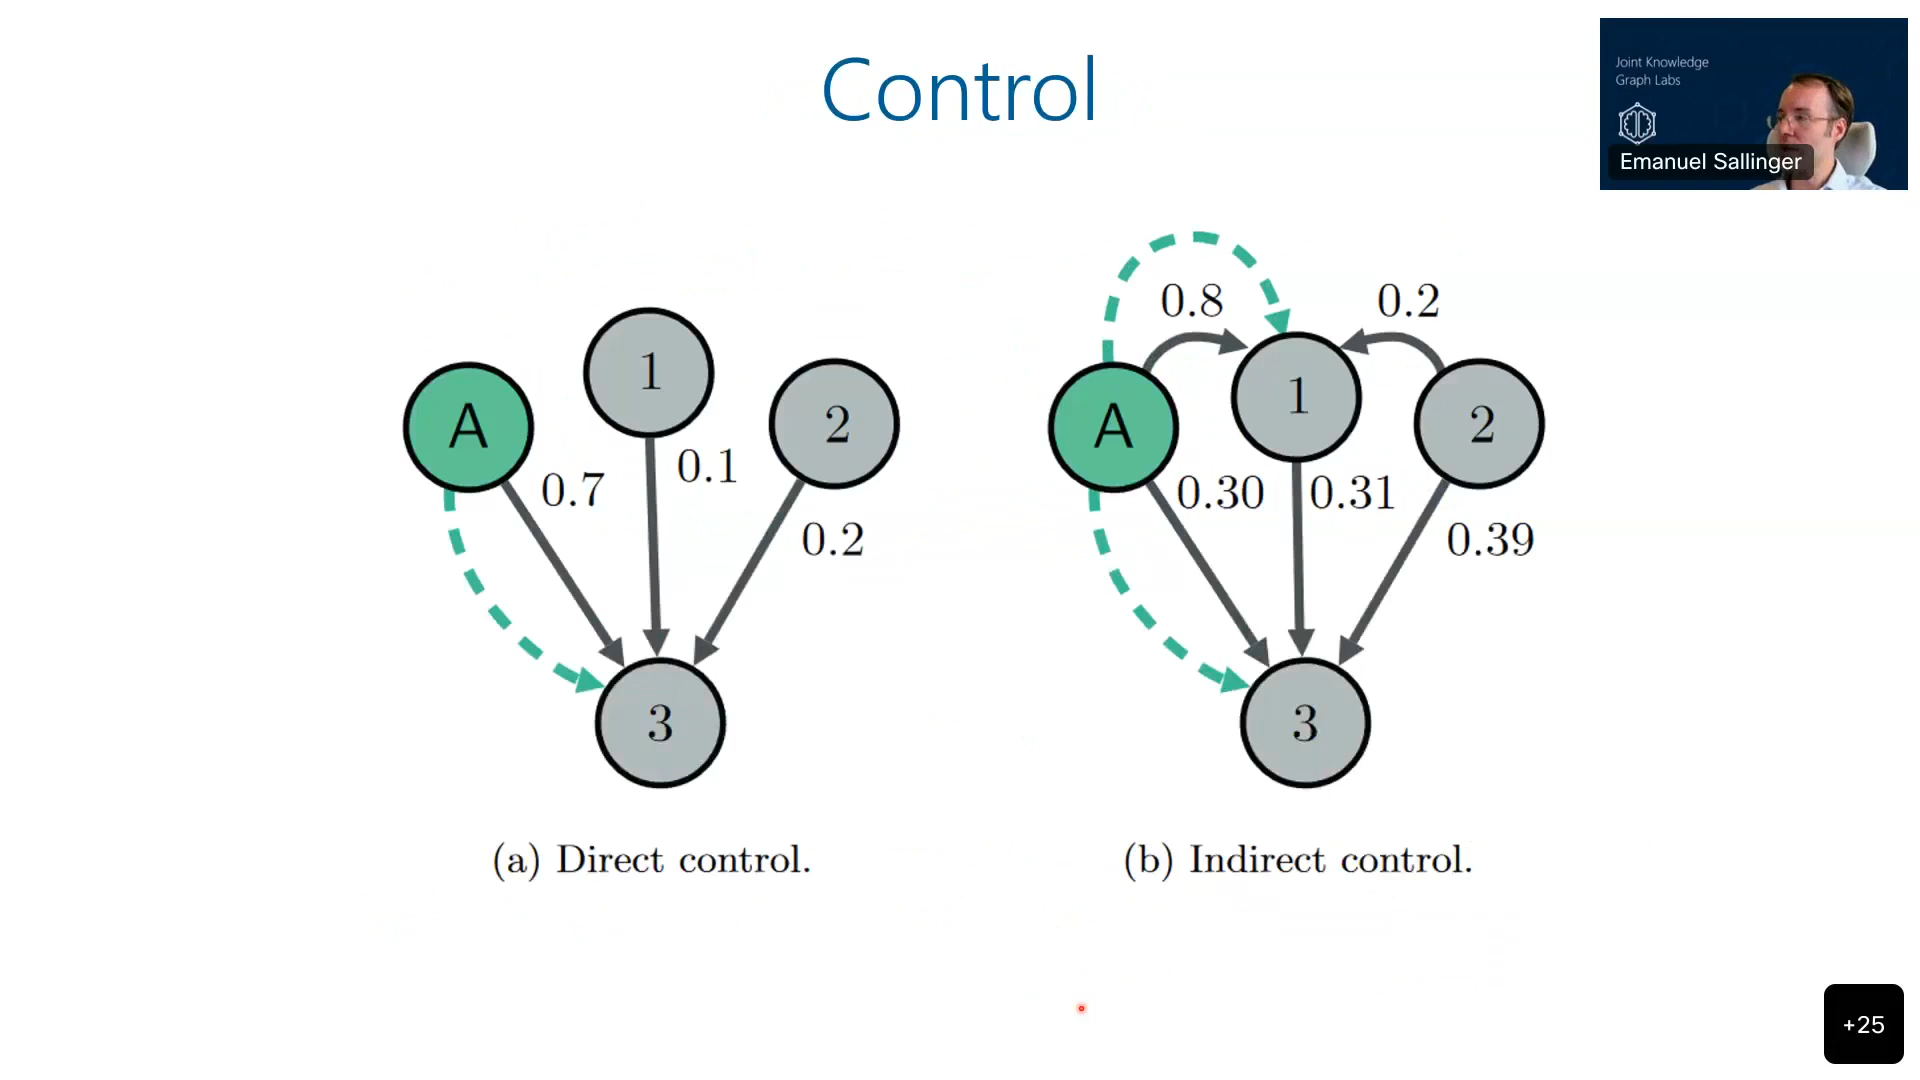 Control
Joint Knowledge
Graph Labs
Emanuel Sallinger
A
1
2
0.7
0.1
0.2
3
(a) Direct control.
0.8
0.2
A
1
2
0.30
0.31
0.39
3
(b) Indirect control.
+25